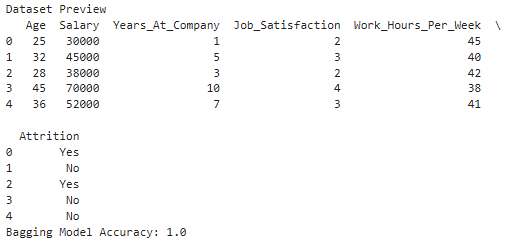 Dataset Preview
   Age  Salary  Years_At_Company  Job_Satisfaction  Work_Hours_Per_Week  \
0   25   30000                 1                 2                   45
1   32   45000                 5                 3                   40
2   28   38000                 3                 2                   42
3   45   70000                10                 4                   38
4   36   52000                 7                 3                   41

  Attrition
0       Yes
1        No
2       Yes
3        No
4        No
Bagging Model Accuracy: 1.0